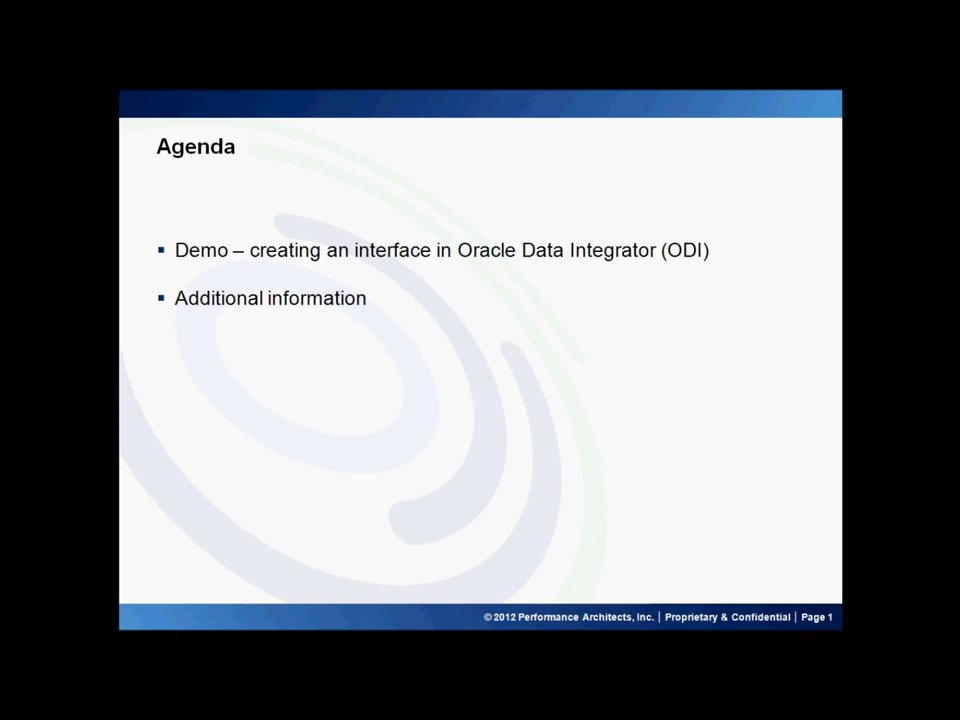 Agenda
▪ Demo – creating an interface in Oracle Data Integrator (ODI)
▪ Additional information
© 2012 Performance Architects, Inc. | Proprietary & Confidential | Page 1